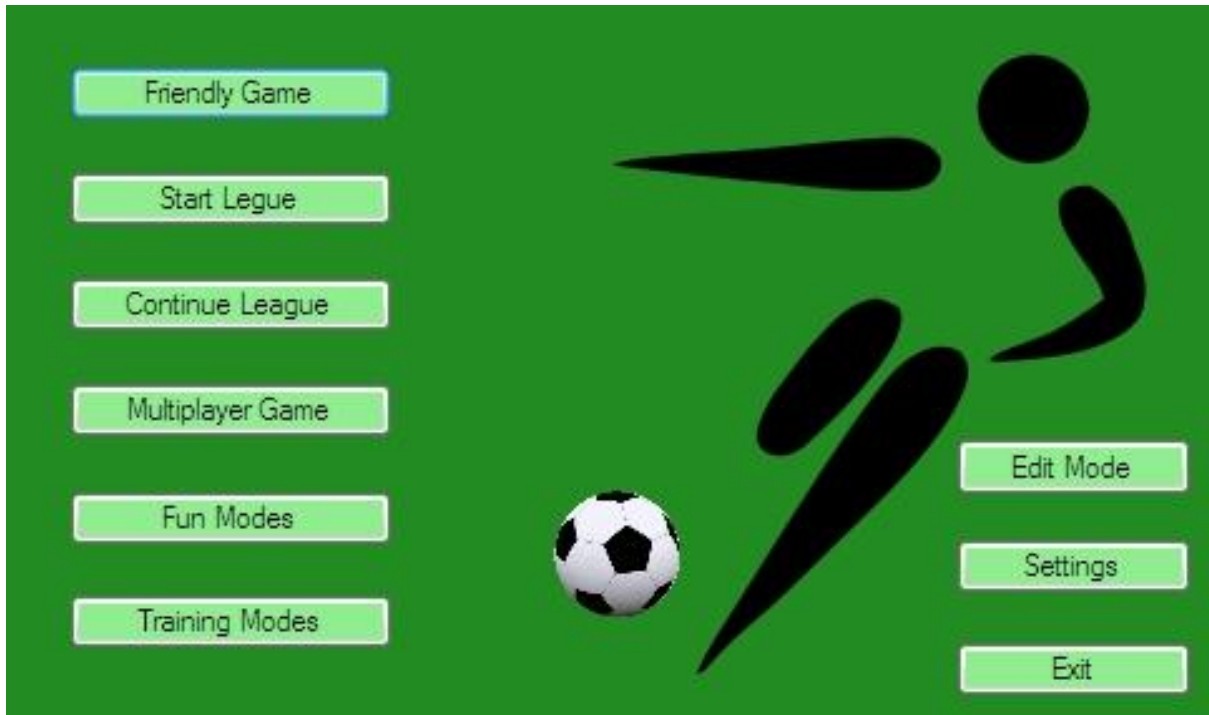 Friendly Game
Start Legue
Continue League
Multiplayer Game
Fun Modes
Training Modes
Edit Mode
Settings
Exit